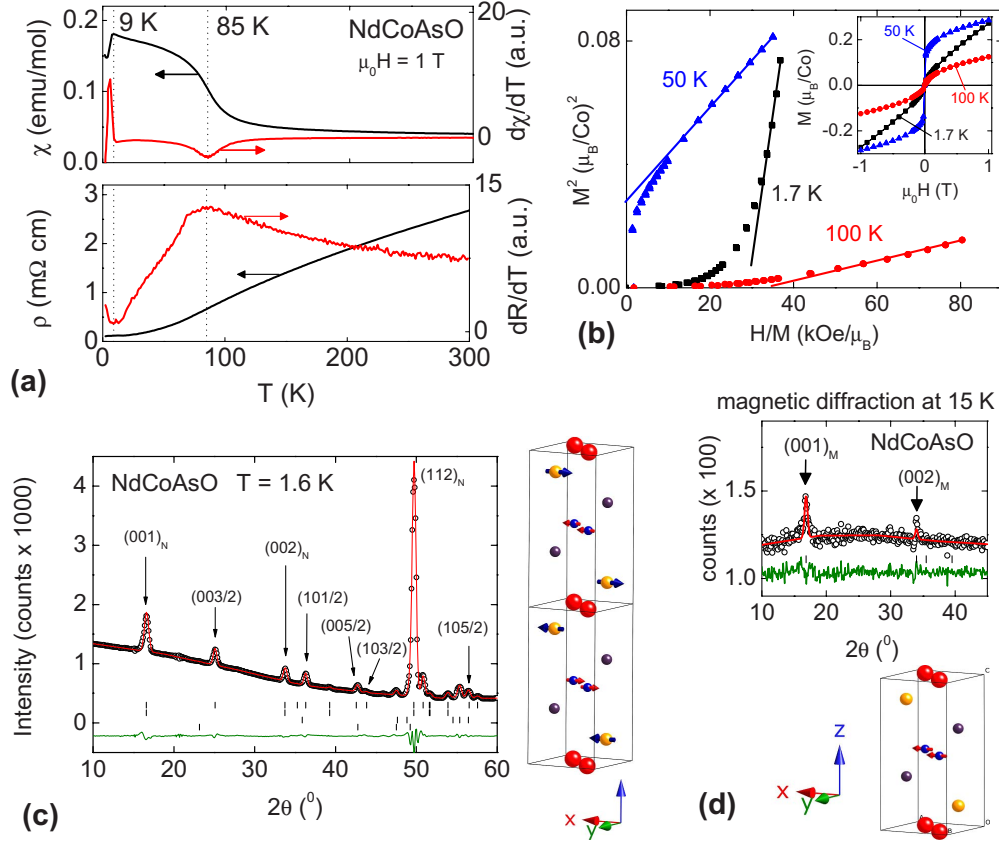 9 K
85 K
NdCoAsO
μ₀H = 1 T
χ (emu/mol)
0.2
0.1
0.0
dχ/dT (a.u.)
20
0
ρ (mΩ cm)
3
2
1
0
dR/dT (a.u.)
15
0
0
100
200
300
T (K)
(a)
M² (μB/Co)²
0.08
0.00
50 K
1.7 K
100 K
0
20
40
60
80
H/M (kOe/μB)
(b)
M (μB/Co)
0.2
0.0
-0.2
50 K
100 K
1.7 K
-1
0
1
μ₀H (T)
NdCoAsO T = 1.6 K
Intensity (counts x 1000)
4
3
2
1
0
(001)N
(003/2)
(002)N
(101/2)
(005/2)
(103/2)
(112)N
(105/2)
10
20
30
40
50
60
2θ (⁰)
(c)
x
y
magnetic diffraction at 15 K
NdCoAsO
(001)M
(002)M
counts (x 100)
1.5
1.0
10
20
30
40
2θ (⁰)
z
x
y
(d)